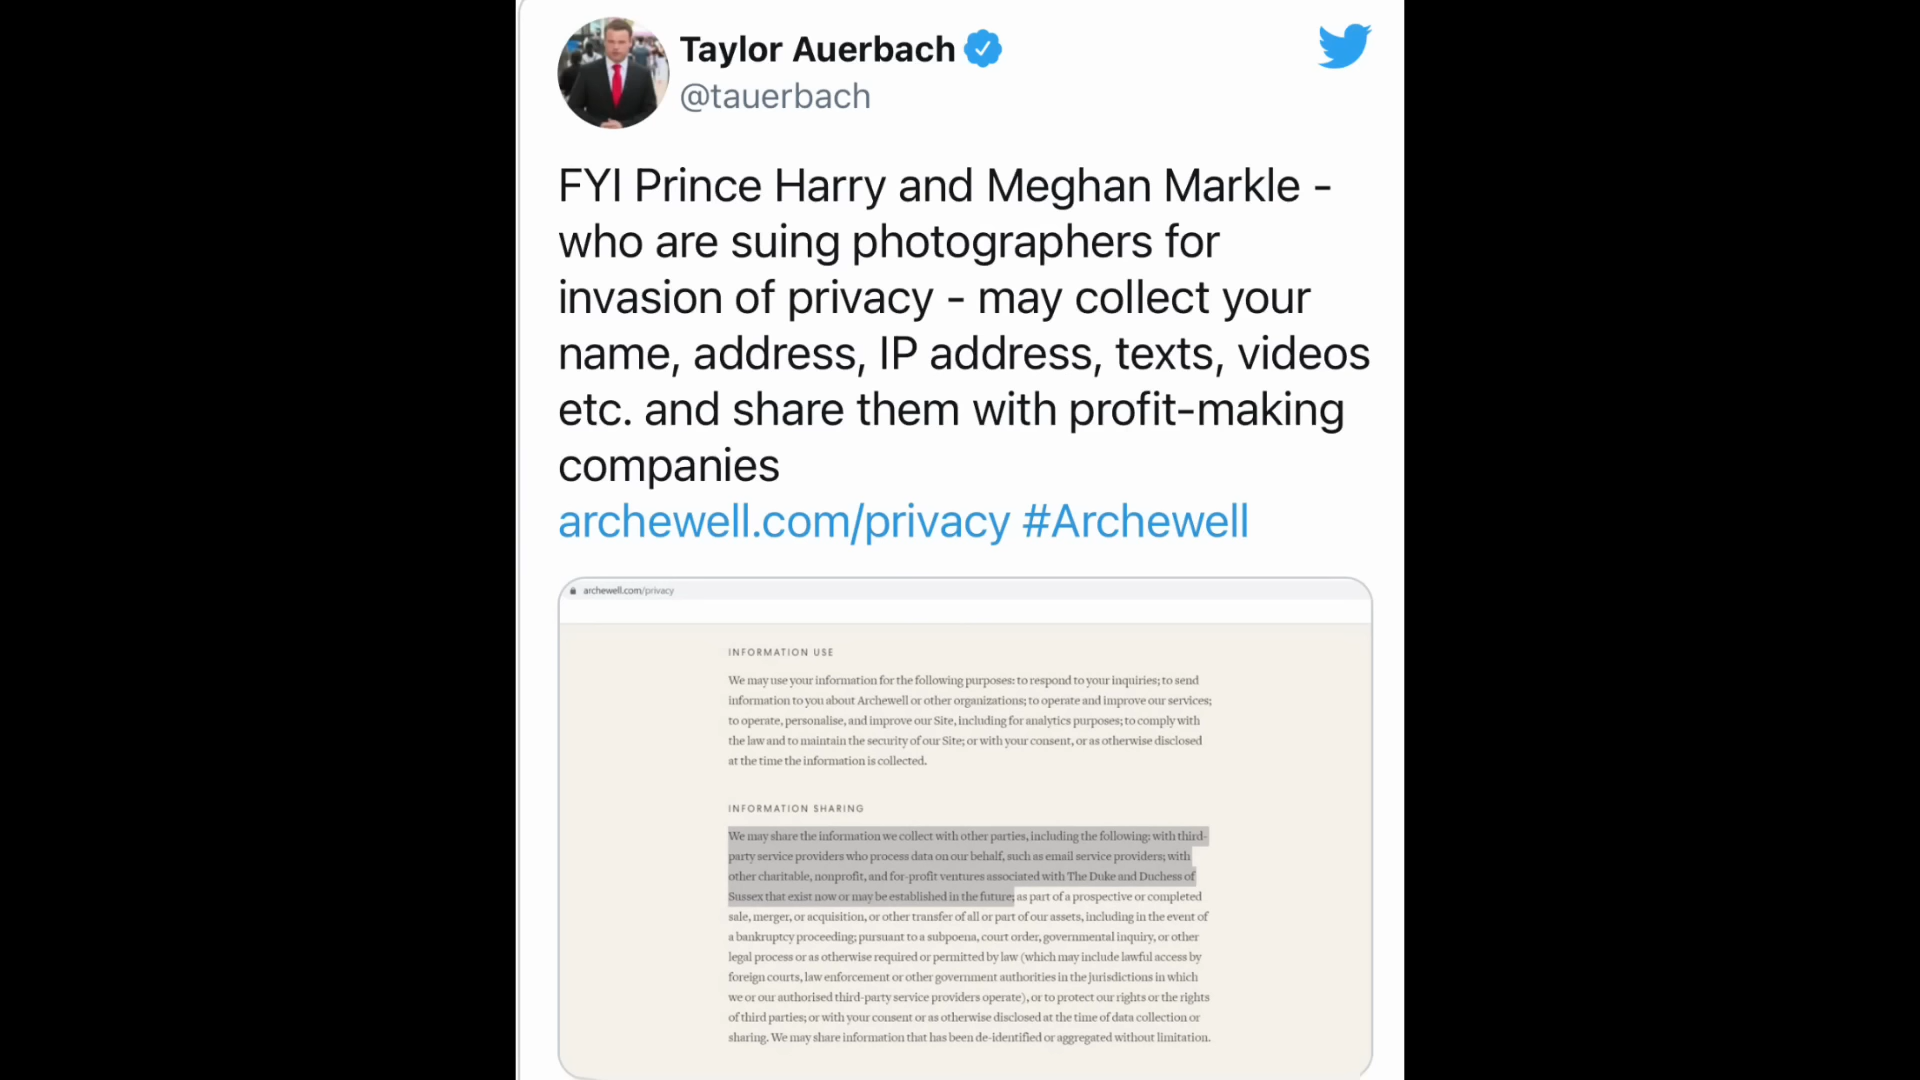 Taylor Auerbach
@tauerbach
FYI Prince Harry and Meghan Markle -
who are suing photographers for
invasion of privacy - may collect your
name, address, IP address, texts, videos
etc. and share them with profit-making
companies
archewell.com/privacy #Archewell
archewell.com/privacy
INFORMATION USE
We may use your information for the following purposes: to respond to your inquiries; to send
information to you about Archewell or other organizations; to operate and improve our services;
to operate, personalise, and improve our Site, including for analytics purposes; to comply with
the law and to maintain the security of our Site; or with your consent, or as otherwise disclosed
at the time the information is collected.
INFORMATION SHARING
We may share the information we collect with other parties, including the following: with third-
party service providers who process data on our behalf, such as email service providers; with
other charitable, nonprofit, and for-profit ventures associated with The Duke and Duchess of
Sussex that exist now or may be established in the future; as part of a prospective or completed
sale, merger, or acquisition, or other transfer of all or part of our assets, including in the event of
a bankruptcy proceeding; pursuant to a subpoena, court order, governmental inquiry, or other
legal process or as otherwise required or permitted by law (which may include lawful access by
foreign courts, law enforcement or other government authorities in the jurisdictions in which
we or our authorised third-party service providers operate), or to protect our rights or the rights
of third parties; or with your consent or as otherwise disclosed at the time of data collection or
sharing. We may share information that has been de-identified or aggregated without limitation.